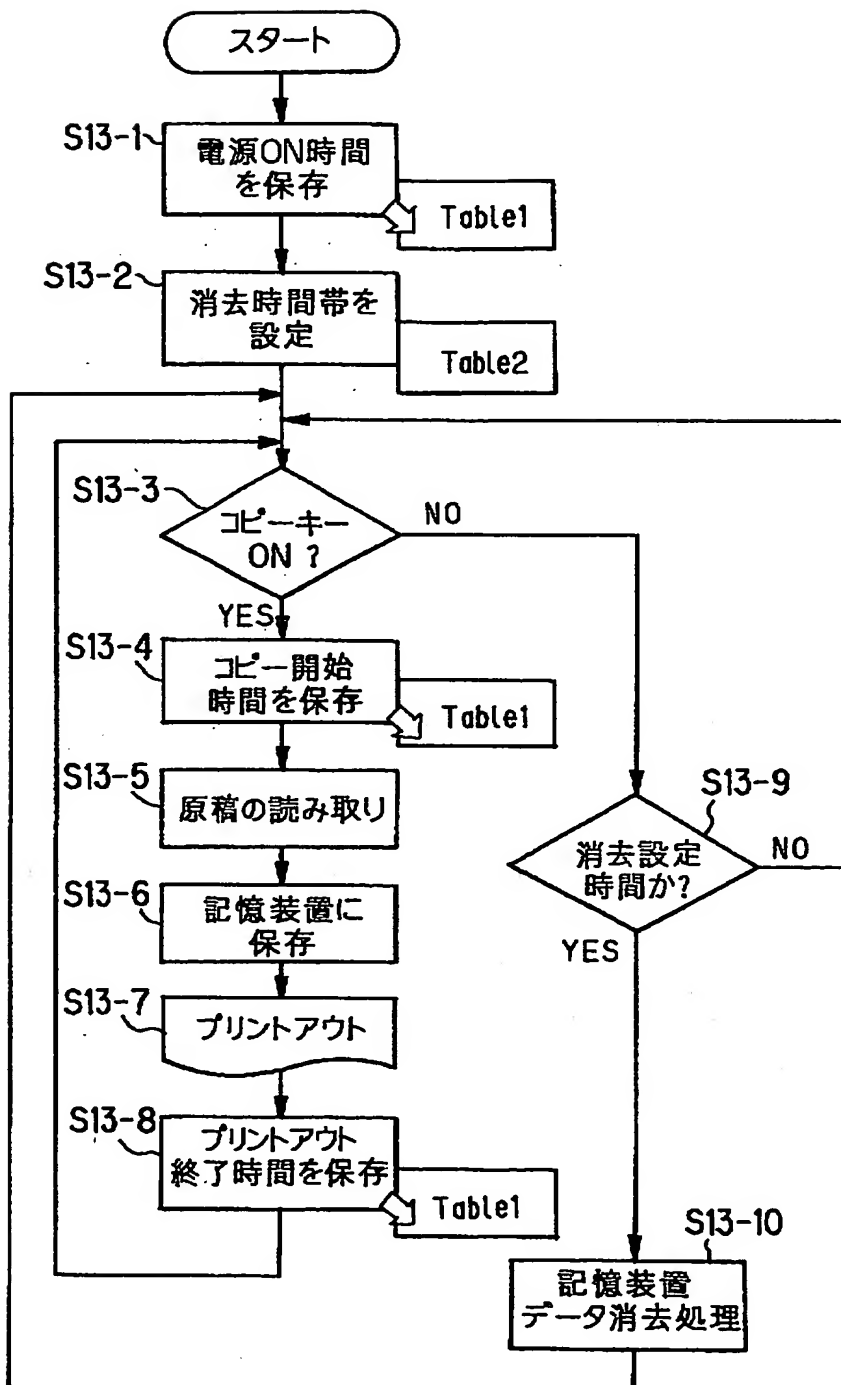 スタート
S13-1
電源ON時間
を保存
Table1
S13-2
消去時間帯を
設定
Table2
S13-3
コピーキー
ON ?
NO
YES
S13-4
コピー開始
時間を保存
Table1
S13-5
原稿の読み取り
S13-6
記憶装置に
保存
S13-7
プリントアウト
S13-8
プリントアウト
終了時間を保存
Table1
S13-9
消去設定
時間か?
NO
YES
S13-10
記憶装置
データ消去処理